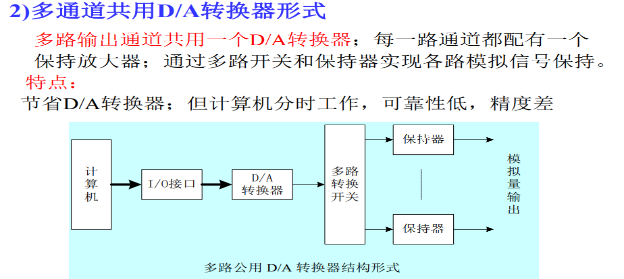 2)多通道共用D/A转换器形式
多路输出通道共用一个D/A转换器；每一路通道都配有一个
保持放大器；通过多路开关和保持器实现各路模拟信号保持。
特点：
节省D/A转换器；但计算机分时工作，可靠性低，精度差
计算机
I/O接口
D/A
转换器
多路
转换
开关
保持器
保持器
模拟量输出
多路公用 D/A 转换器结构形式